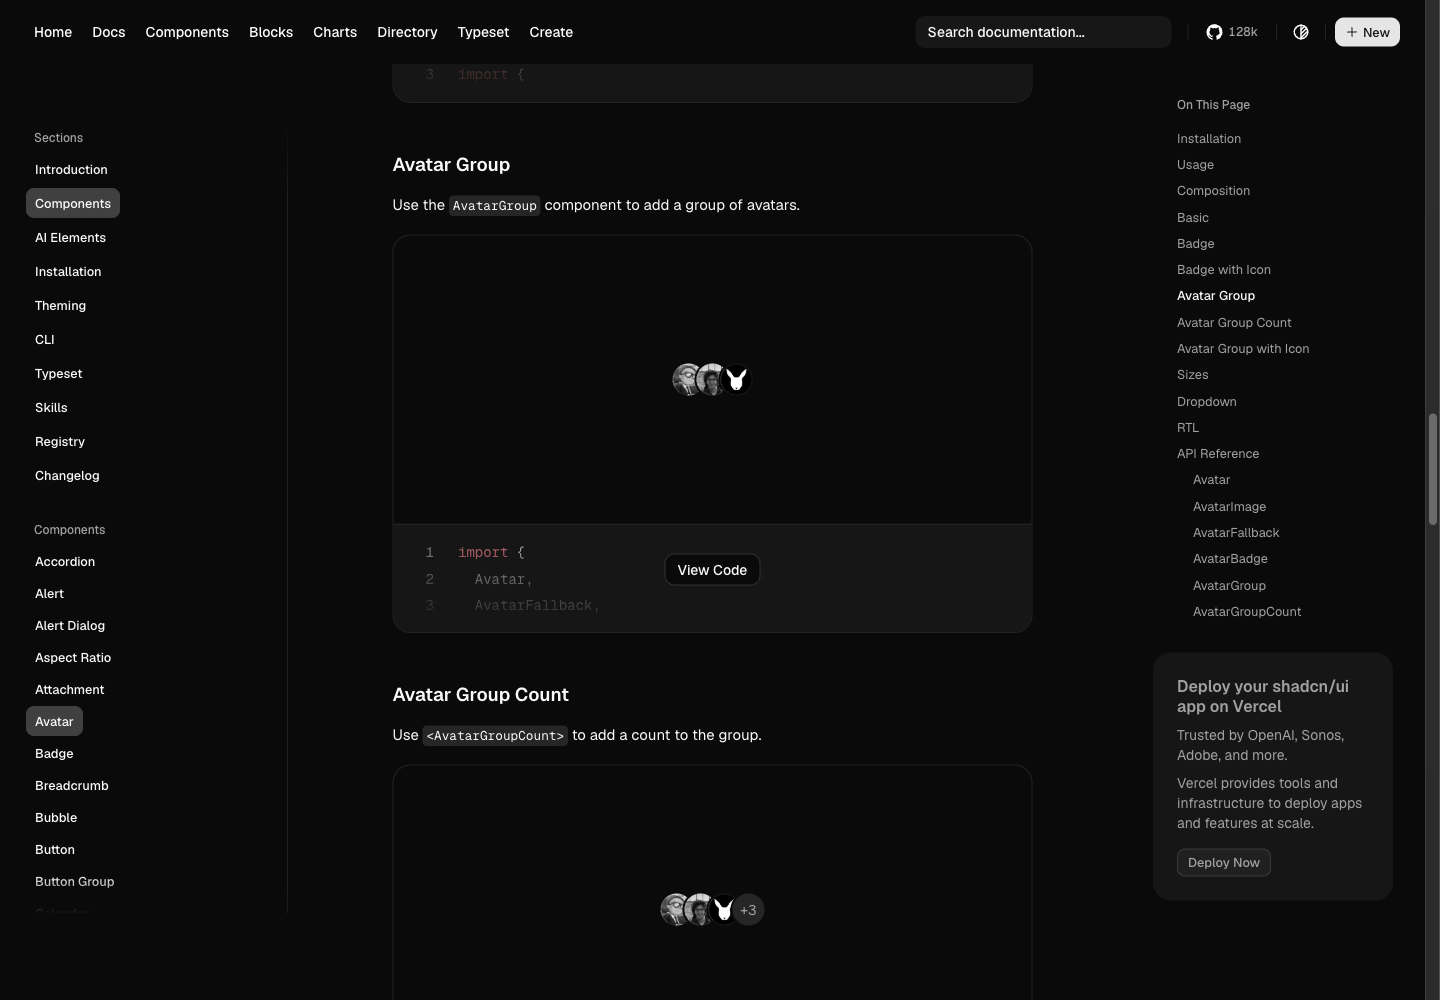 Home Docs Components Blocks Charts Directory Typeset Create Search documentation... 128k New
Sections
Introduction
Components
AI Elements
Installation
Theming
CLI
Typeset
Skills
Registry
Changelog
Components
Accordion
Alert
Alert Dialog
Aspect Ratio
Attachment
Avatar
Badge
Breadcrumb
Bubble
Button
Button Group
Calendar
3 import {
Avatar Group
Use the AvatarGroup component to add a group of avatars.
1 import {
2 Avatar,
3 AvatarFallback,
View Code
Avatar Group Count
Use <AvatarGroupCount> to add a count to the group.
+3
On This Page
Installation
Usage
Composition
Basic
Badge
Badge with Icon
Avatar Group
Avatar Group Count
Avatar Group with Icon
Sizes
Dropdown
RTL
API Reference
Avatar
AvatarImage
AvatarFallback
AvatarBadge
AvatarGroup
AvatarGroupCount
Deploy your shadcn/ui
app on Vercel
Trusted by OpenAI, Sonos,
Adobe, and more.
Vercel provides tools and
infrastructure to deploy apps
and features at scale.
Deploy Now